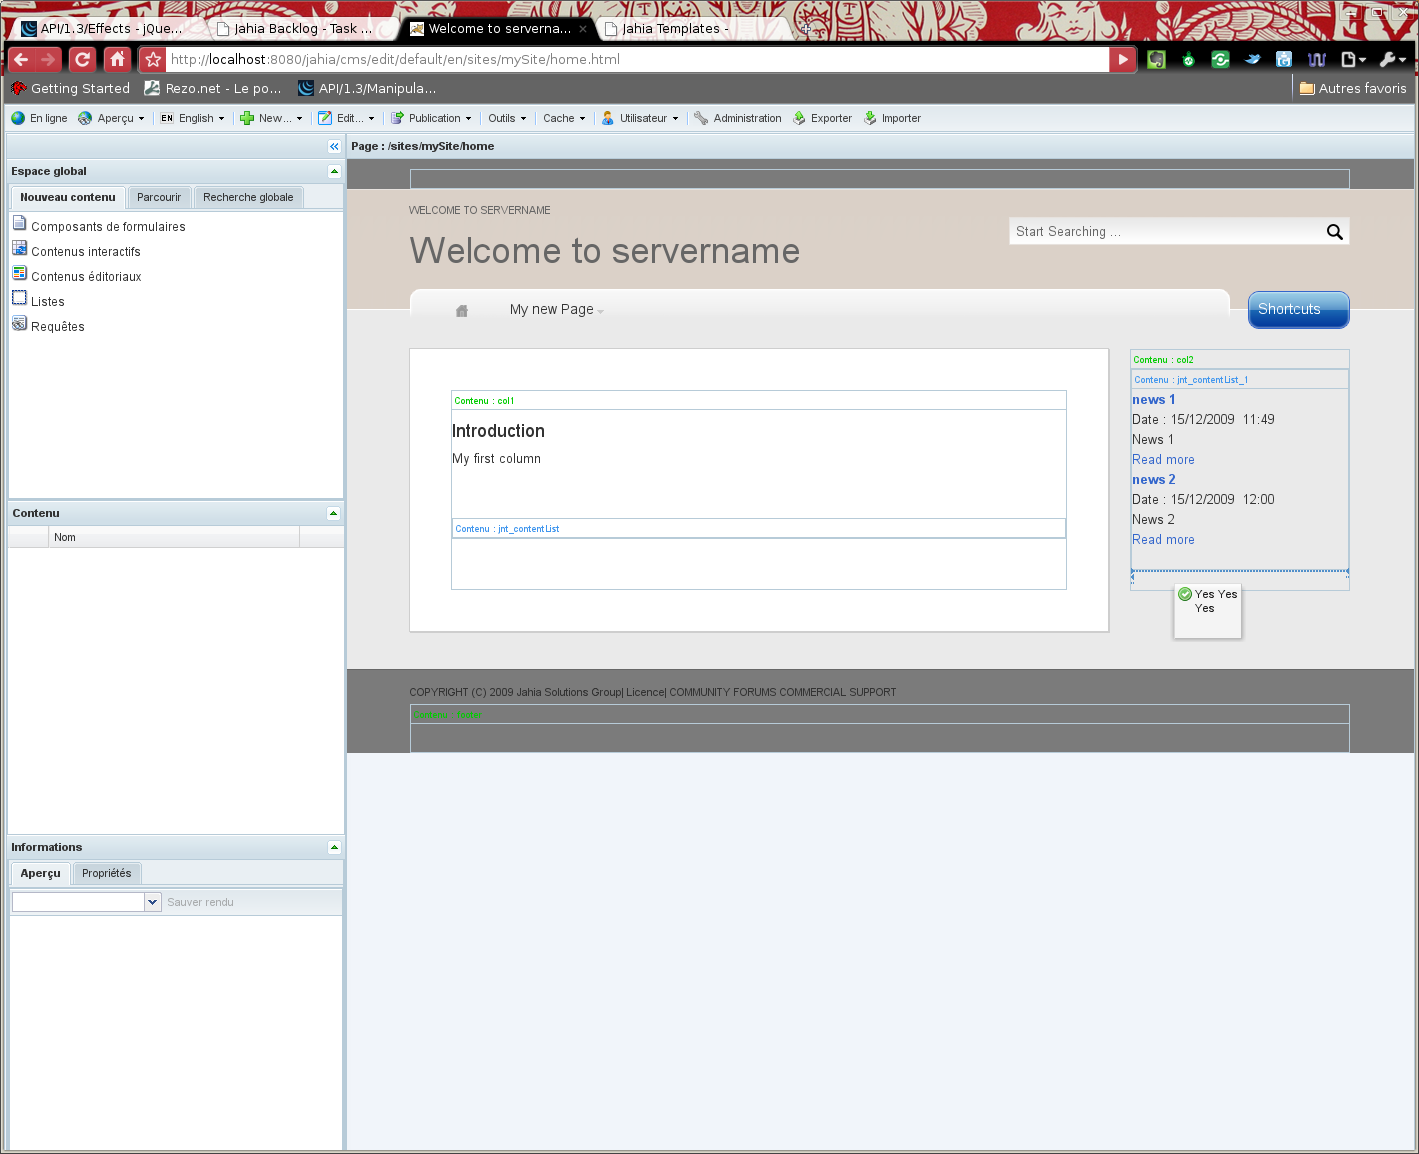 API/1.3/Effects - jQue...
Jahia Backlog - Task ...
Welcome to serverna...
Jahia Templates -
http://localhost:8080/jahia/cms/edit/default/en/sites/mySite/home.html
Getting Started
Rezo.net - Le po...
API/1.3/Manipula...
Autres favoris
En ligne
Aperçu
EN English
New...
Edit...
Publication
Outils
Cache
Utilisateur
Administration
Exporter
Importer
Page : /sites/mySite/home
Espace global
Nouveau contenu
Parcourir
Recherche globale
Composants de formulaires
Contenus interactifs
Contenus éditoriaux
Listes
Requêtes
Contenu
Nom
Informations
Aperçu
Propriétés
Sauver rendu
WELCOME TO SERVERNAME
Welcome to servername
Start Searching ...
My new Page
Shortcuts
Contenu : col1
Introduction
My first column
Contenu : jnt_contentList
Contenu : col2
Contenu : jnt_contentList_1
news 1
Date : 15/12/2009 11:49
News 1
Read more
news 2
Date : 15/12/2009 12:00
News 2
Read more
Yes Yes
Yes
COPYRIGHT (C) 2009 Jahia Solutions Group| Licence| COMMUNITY FORUMS COMMERCIAL SUPPORT